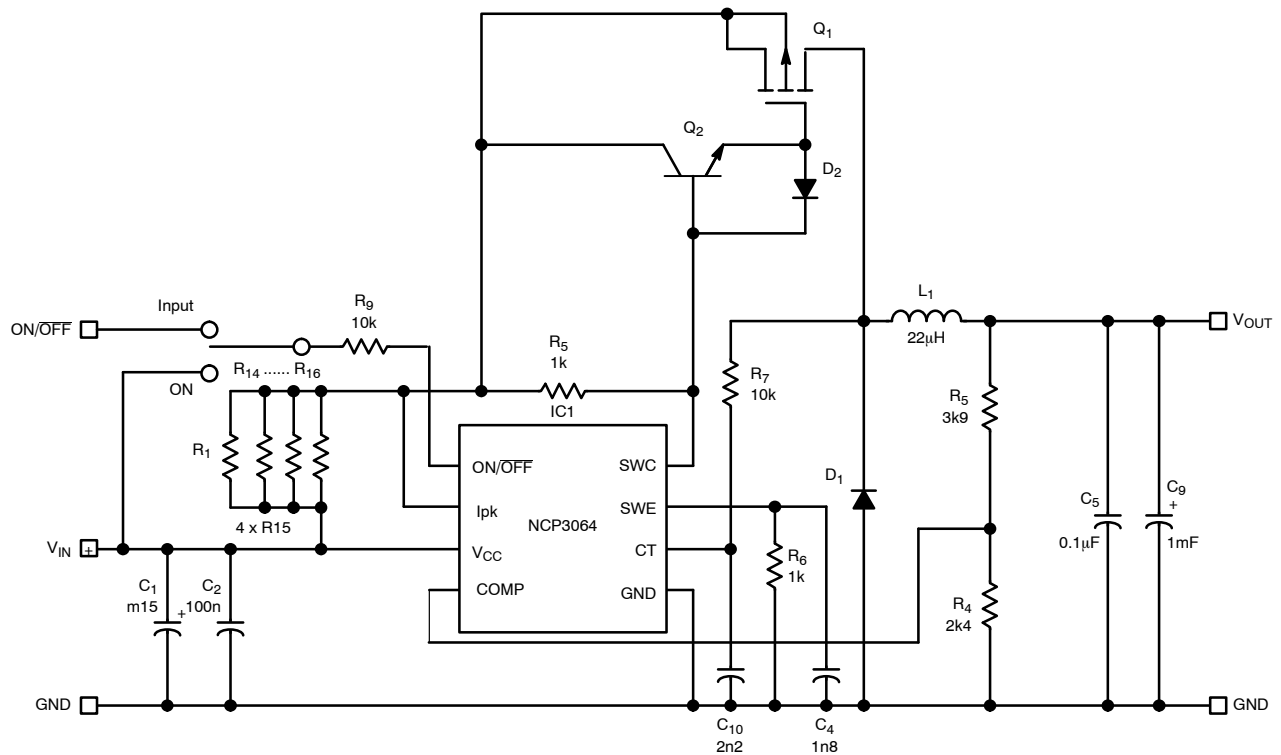 Q1
Q2
D2
Input
R9
10k
ON/OFF
ON
R14 ...... R16
R5
1k
IC1
L1
22μH
VOUT
R7
10k
R5
3k9
R1
4 x R15
ON/OFF
SWC
Ipk
SWE
NCP3064
VCC
CT
COMP
GND
D1
VIN
+
C1
m15
+
C2
100n
R6
1k
R4
2k4
C5
0.1μF
C9
+
1mF
GND
GND
C10
2n2
C4
1n8